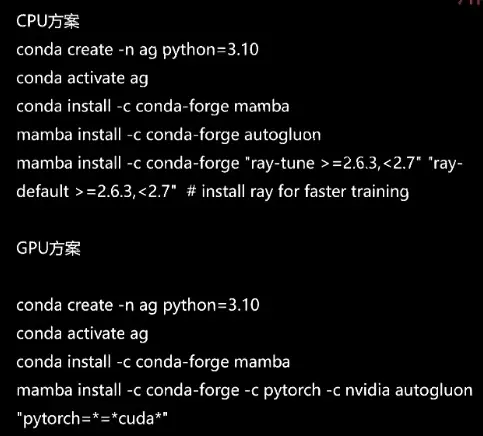 CPU方案
conda create -n ag python=3.10
conda activate ag
conda install -c conda-forge mamba
mamba install -c conda-forge autogluon
mamba install -c conda-forge "ray-tune >=2.6.3,<2.7" "ray-
default >=2.6.3,<2.7"  # install ray for faster training
GPU方案
conda create -n ag python=3.10
conda activate ag
conda install -c conda-forge mamba
mamba install -c conda-forge -c pytorch -c nvidia autogluon
"pytorch=*=*cuda*"